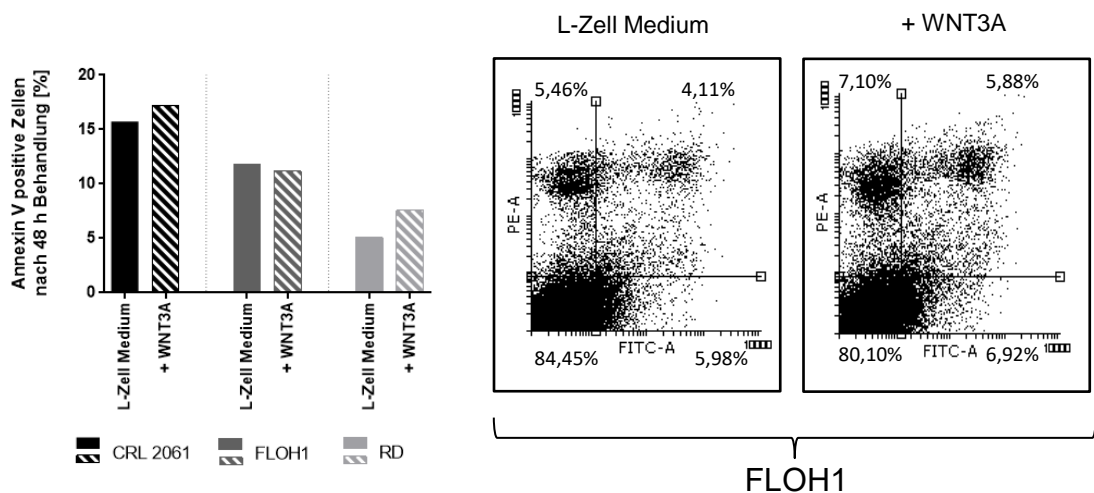 Annexin V positive Zellen
nach 48 h Behandlung [%]
20
15
10
5
0
L-Zell Medium
+ WNT3A
L-Zell Medium
+ WNT3A
L-Zell Medium
+ WNT3A
CRL 2061
FLOH1
RD
L-Zell Medium
+ WNT3A
5,46%
4,11%
PE-A
84,45%
FITC-A
5,98%
7,10%
5,88%
PE-A
80,10%
FITC-A
6,92%
FLOH1